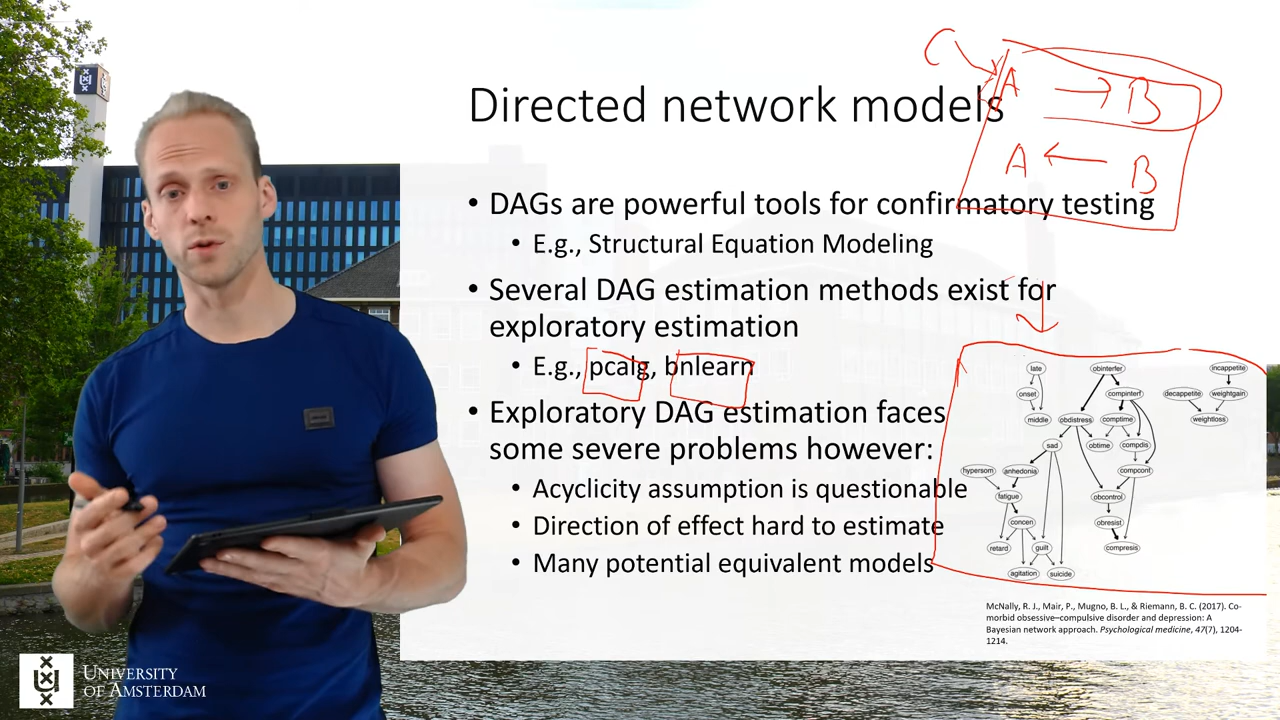 C
A → B
A ← B
Directed network models
• DAGs are powerful tools for confirmatory testing
• E.g., Structural Equation Modeling
• Several DAG estimation methods exist for
exploratory estimation
• E.g., pcalg, bnlearn
• Exploratory DAG estimation faces
some severe problems however:
• Acyclicity assumption is questionable
• Direction of effect hard to estimate
• Many potential equivalent models
late
obinterfer
incappetite
onset
compinterf
decappetite
weightgain
middle
obdistress
comptime
weightloss
sad
obtime
compdis
hypersom
anhedonia
compcont
fatigue
obcontrol
concen
obresist
retard
guilt
compresis
agitation
suicide
McNally, R. J., Mair, P., Mugno, B. L., & Riemann, B. C. (2017). Co-
morbid obsessive–compulsive disorder and depression: A
Bayesian network approach. Psychological medicine, 47(7), 1204-
1214.
UNIVERSITY
OF AMSTERDAM